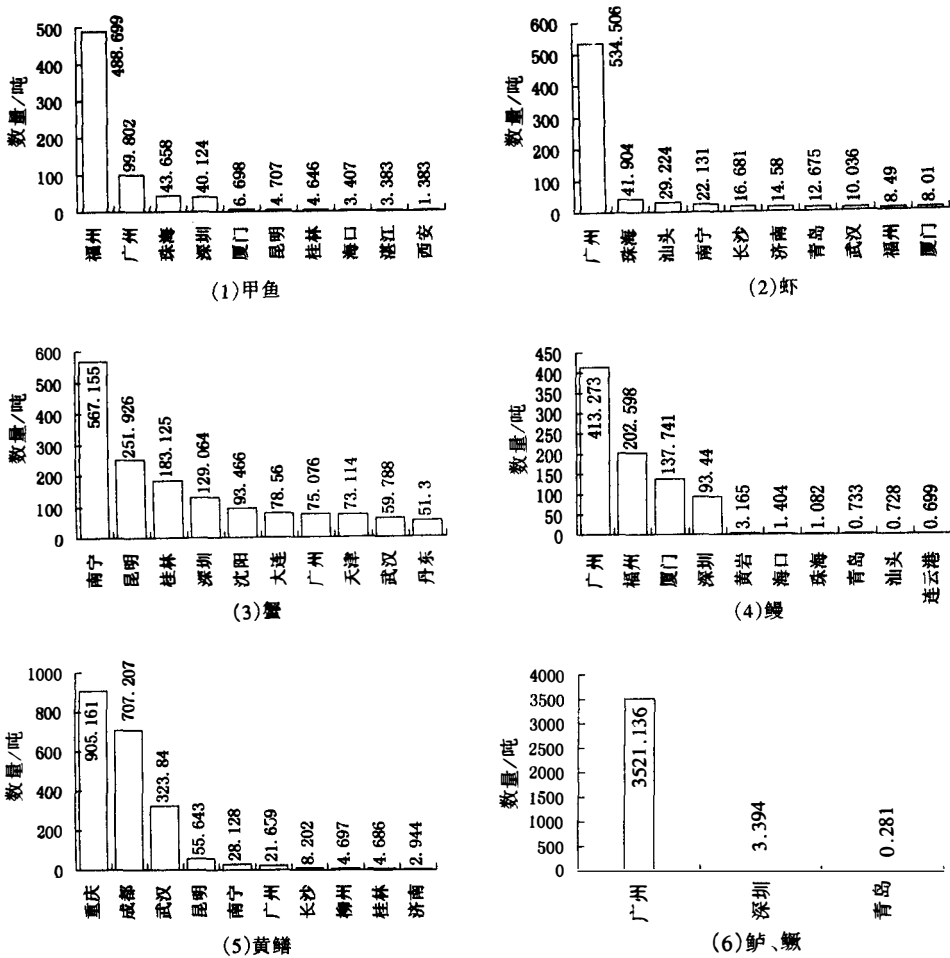 数量/吨
500
400
300
200
100
0
488.699
99.802
43.658
40.124
6.698
4.707
4.646
3.407
3.383
1.383
福州
广州
珠海
深圳
厦门
昆明
桂林
海口
湛江
西安
(1)甲鱼
数量/吨
600
500
400
300
200
100
0
534.506
41.904
29.224
22.131
16.681
14.58
12.675
10.036
8.49
8.01
广州
珠海
汕头
南宁
长沙
济南
青岛
武汉
福州
厦门
(2)虾
数量/吨
600
500
400
300
200
100
0
567.155
251.926
183.125
129.064
93.466
78.56
75.076
73.114
59.788
51.3
南宁
昆明
桂林
深圳
沈阳
大连
广州
天津
武汉
丹东
(3)蟹
数量/吨
450
400
350
300
250
200
150
100
50
0
413.273
202.598
137.741
93.44
3.165
1.404
1.082
0.733
0.728
0.699
广州
福州
厦门
深圳
黄岩
海口
珠海
青岛
汕头
连云港
(4)鳗
数量/吨
1000
800
600
400
200
0
905.161
707.207
323.84
55.643
28.128
21.659
8.202
4.697
4.686
2.944
重庆
成都
武汉
昆明
南宁
广州
长沙
柳州
桂林
济南
(5)黄鳝
数量/吨
4000
3500
3000
2500
2000
1500
1000
500
0
3521.136
3.394
0.281
广州
深圳
青岛
(6)鲈、鳜